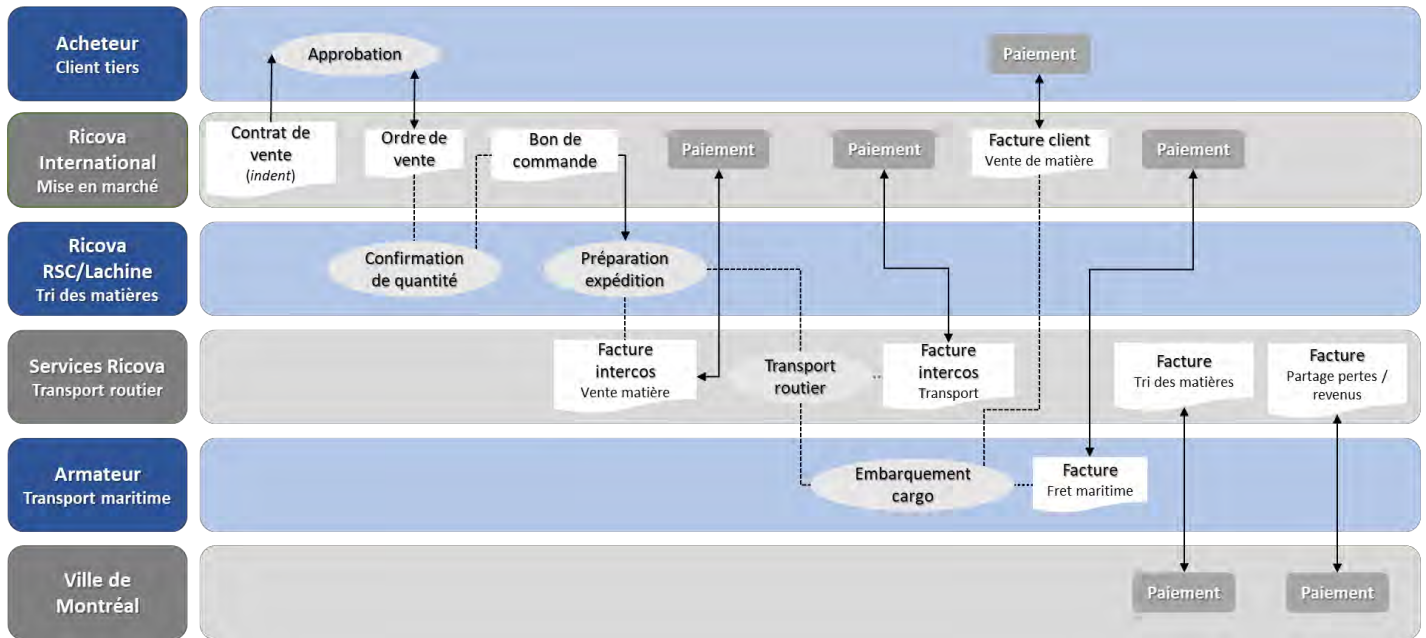 Acheteur
Client tiers
Approbation
Paiement
Ricova
International
Mise en marché
Contrat de
vente
(indent)
Ordre de
vente
Bon de
commande
Paiement
Paiement
Facture client
Vente de matière
Paiement
Ricova
RSC/Lachine
Tri des matières
Confirmation
de quantité
Préparation
expédition
Services Ricova
Transport routier
Facture
intercos
Vente matière
Transport
routier
Facture
intercos
Transport
Facture
Tri des matières
Facture
Partage pertes /
revenus
Armateur
Transport maritime
Embarquement
cargo
Facture
Fret maritime
Ville de
Montréal
Paiement
Paiement